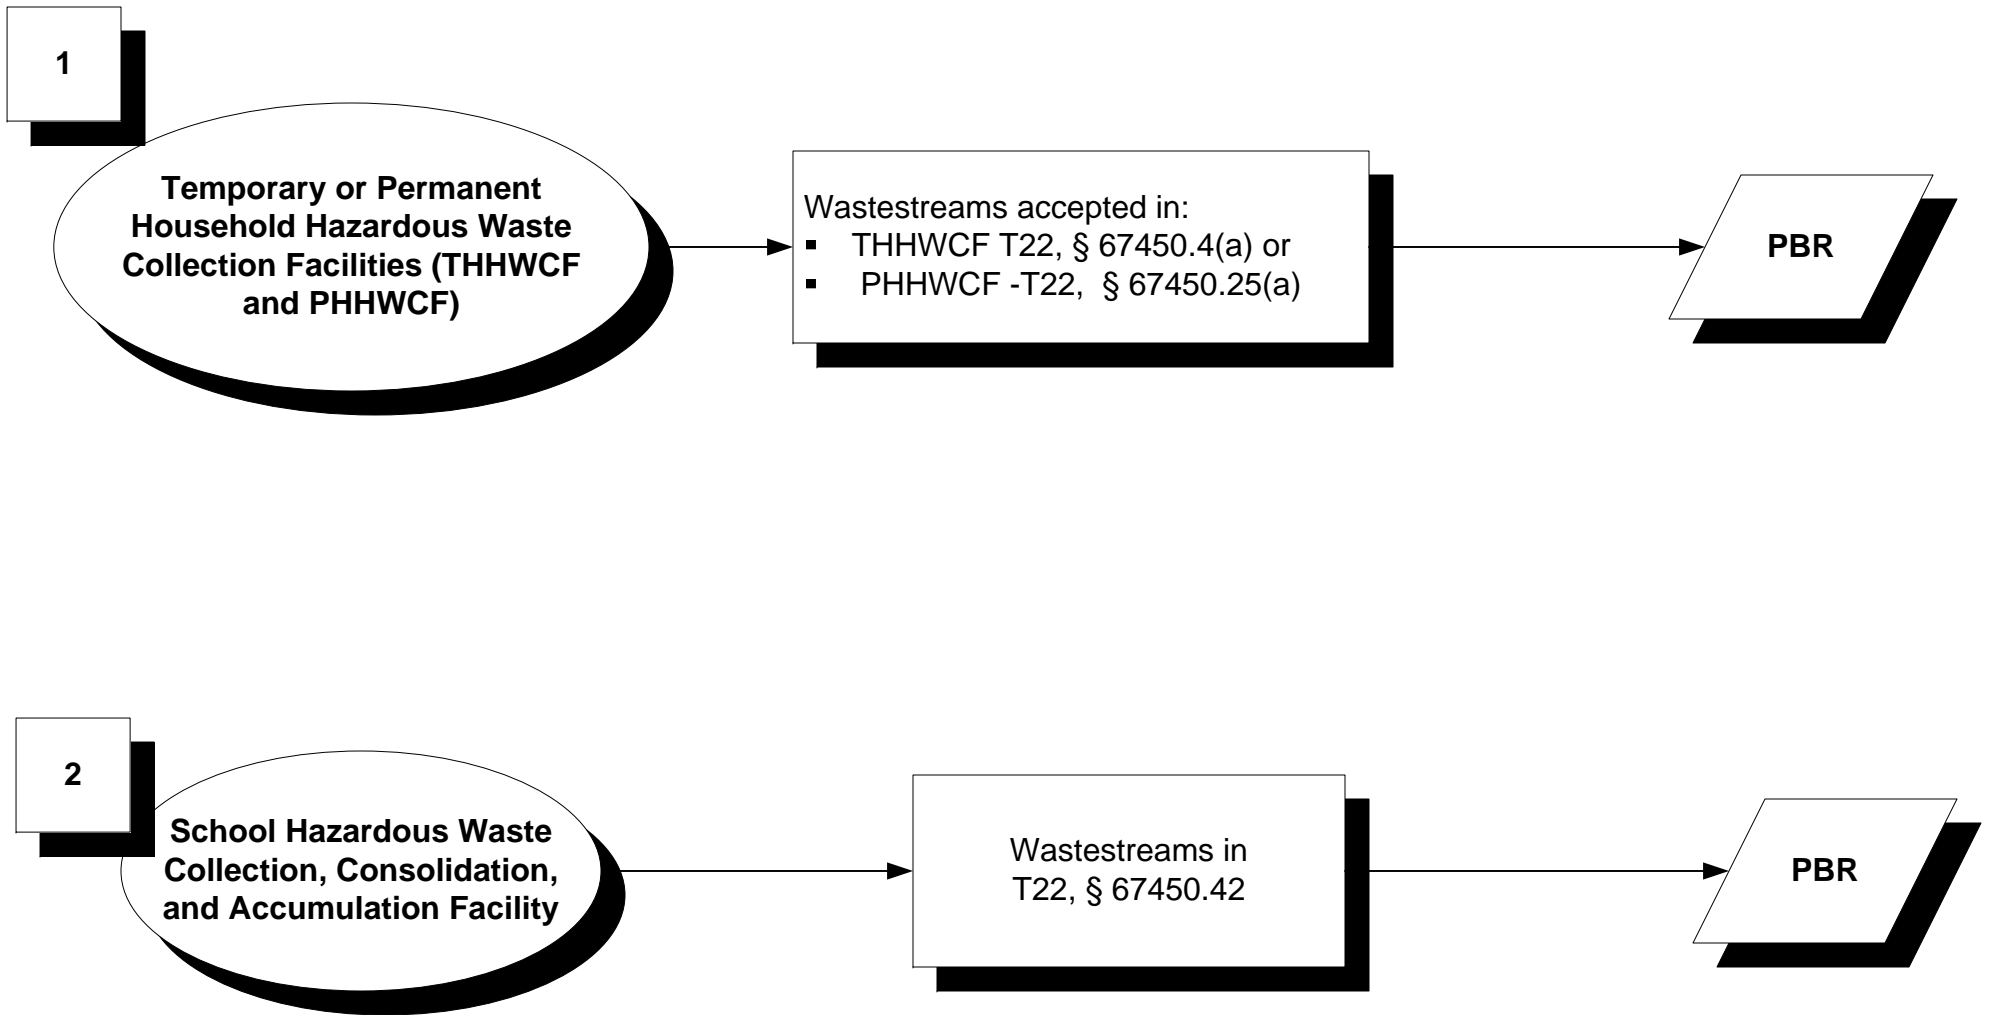 1
Temporary or Permanent
Household Hazardous Waste
Collection Facilities (THHWCF
and PHHWCF)
Wastestreams accepted in:
▪ THHWCF T22, § 67450.4(a) or
▪ PHHWCF -T22, § 67450.25(a)
PBR
2
School Hazardous Waste
Collection, Consolidation,
and Accumulation Facility
Wastestreams in
T22, § 67450.42
PBR